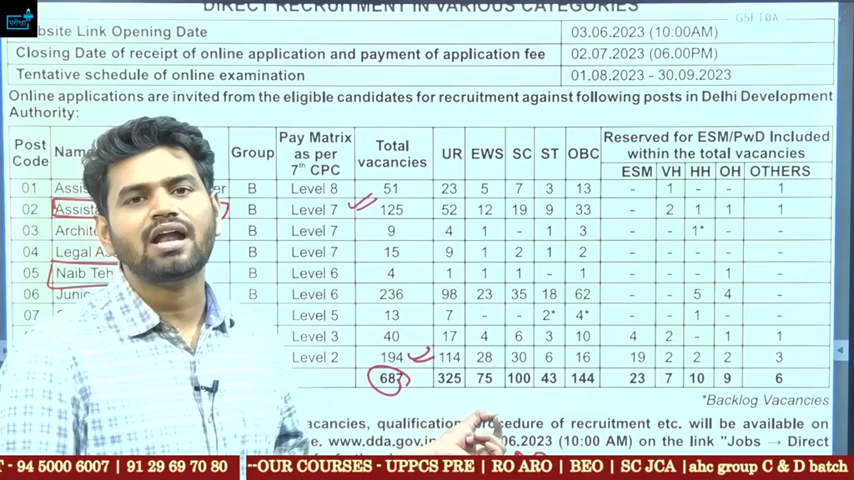 परीक्षा
DIRECT RECRUITMENT IN VARIOUS CATEGORIES
GSF10A
Link Opening Date 03.06.2023 (10:00AM)
Closing Date of receipt of online application and payment of application fee 02.07.2023 (06.00PM)
Tentative schedule of online examination 01.08.2023 - 30.09.2023
Online applications are invited from the eligible candidates for recruitment against following posts in Delhi Development
Authority:
Post Code Group Pay Matrix as per 7th CPC Total vacancies UR EWS SC ST OBC Reserved for ESM/PwD Included within the total vacancies
ESM VH HH OH OTHERS
01 B Level 8 51 23 5 7 3 13 - 1 - - 1
02 B Level 7 125 52 12 19 9 33 - 2 1 1 1
03 B Level 7 9 4 1 - 1 3 - - 1* - -
04 Legal B Level 7 15 9 1 2 1 2 - - - - -
05 Naib B Level 6 4 1 1 1 - 1 - - - 1 -
06 B Level 6 236 98 23 35 18 62 - - 5 4 -
07 Level 5 13 7 - - 2* 4* - - 1 - -
Level 3 40 17 4 6 3 10 4 2 - 1 1
Level 2 194 114 28 30 6 16 19 2 2 2 3
687 325 75 100 43 144 23 7 10 9 6
*Backlog Vacancies
vacancies, qualification, of recruitment etc. will be available on
www.dda.gov.in (10:00 AM) on the link "Jobs → Direct
- 94 5000 6007 | 91 29 69 70 80 --OUR COURSES - UPPCS PRE | RO ARO | BEO | SC JCA | ahc group C & D batch